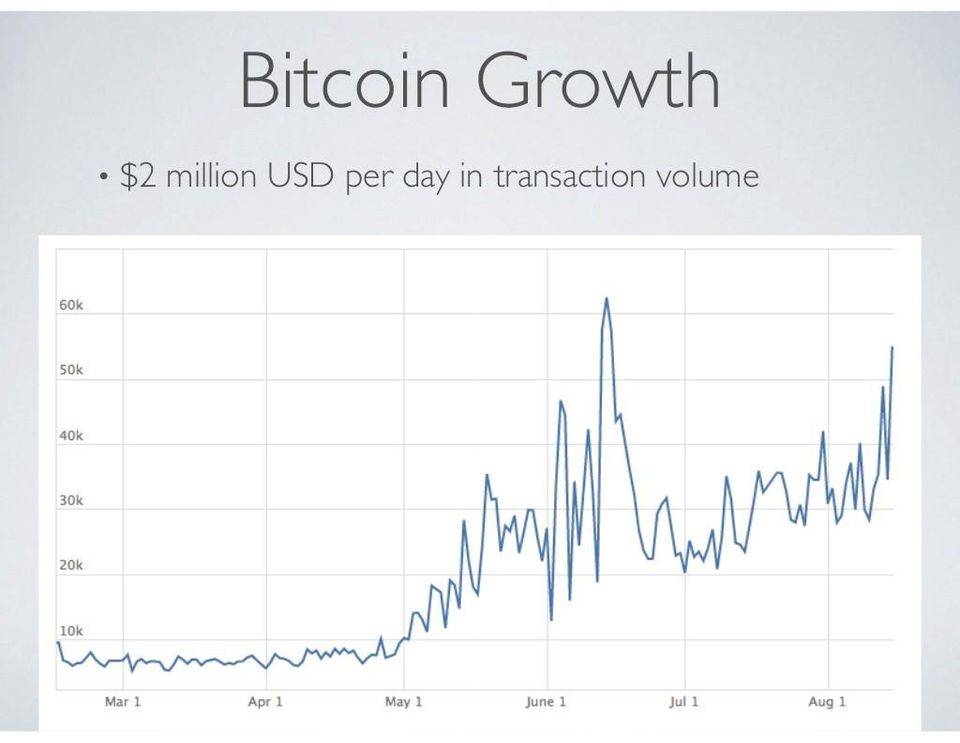 Bitcoin Growth
• $2 million USD per day in transaction volume
60k
50k
40k
30k
20k
10k
Mar 1 Apr 1 May 1 June 1 Jul 1 Aug 1